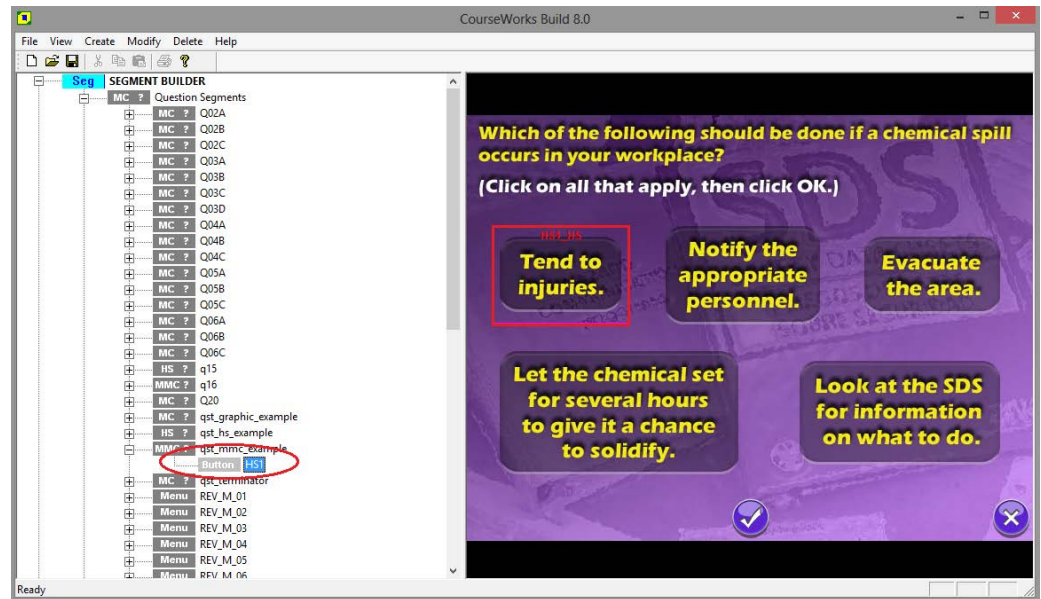 CourseWorks Build 8.0
File View Create Modify Delete Help
Seg SEGMENT BUILDER
MC ? Question Segments
MC ? Q02A
MC ? Q02B
MC ? Q02C
MC ? Q03A
MC ? Q03B
MC ? Q03C
MC ? Q03D
MC ? Q04A
MC ? Q04B
MC ? Q04C
MC ? Q05A
MC ? Q05B
MC ? Q05C
MC ? Q06A
MC ? Q06B
MC ? Q06C
HS ? q15
MMC ? q16
MC ? Q20
MC ? qst_graphic_example
HS ? qst_hs_example
MMC ? qst_mmc_example
Button HS1
MC ? qst_terminator
Menu REV_M_01
Menu REV_M_02
Menu REV_M_03
Menu REV_M_04
Menu REV_M_05
Menu REV_M_06
Ready
Which of the following should be done if a chemical spill
occurs in your workplace?
(Click on all that apply, then click OK.)
HS1_HS
Tend to
injuries.
Notify the
appropriate
personnel.
Evacuate
the area.
Let the chemical set
for several hours
to give it a chance
to solidify.
Look at the SDS
for information
on what to do.
SDS